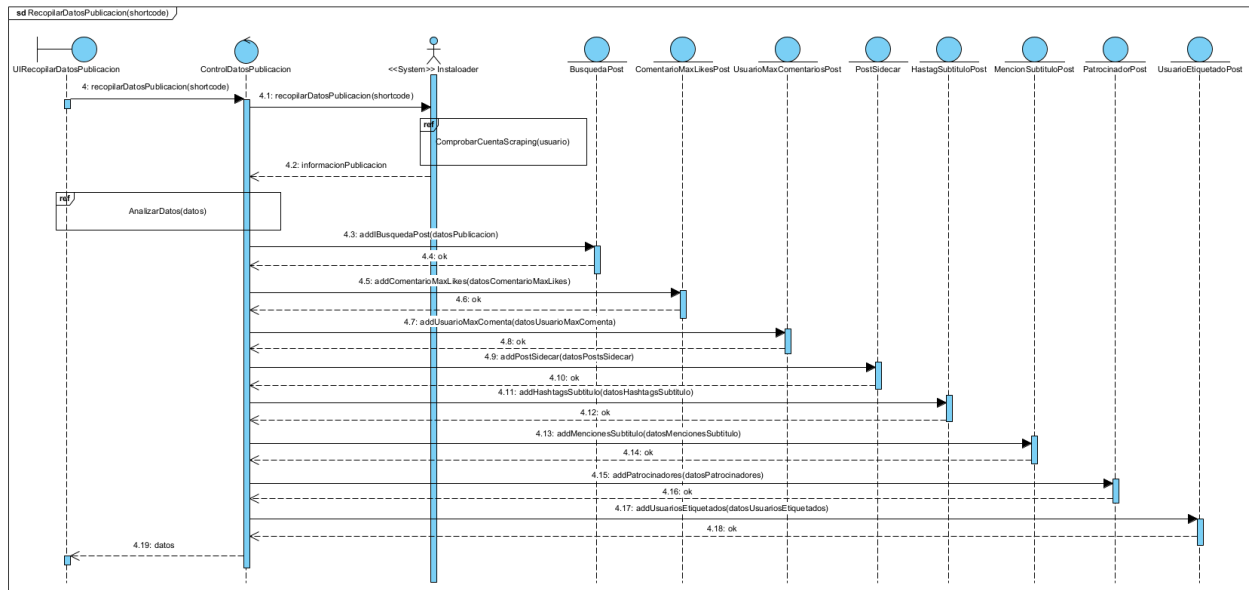 sd RecopilarDatosPublicacion(shortcode)
UIRecopilarDatosPublicacion
ControlDatosPublicacion
<<System>> Instaloader
BusquedaPost
ComentarioMaxLikesPost
UsuarioMaxComentariosPost
PostSidecar
HastagSubtituloPost
MencionSubtituloPost
PatrocinadorPost
UsuarioEtiquetadoPost
4: recopilarDatosPublicacion(shortcode)
4.1: recopilarDatosPublicacion(shortcode)
ref
ComprobarCuentaScraping(usuario)
4.2: informacionPublicacion
ref
AnalizarDatos(datos)
4.3: addlBusquedaPost(datosPublicacion)
4.4: ok
4.5: addComentarioMaxLikes(datosComentarioMaxLikes)
4.6: ok
4.7: addUsuarioMaxComenta(datosUsuarioMaxComenta)
4.8: ok
4.9: addPostSidecar(datosPostsSidecar)
4.10: ok
4.11: addHashtagsSubtitulo(datosHashtagsSubtitulo)
4.12: ok
4.13: addMencionesSubtitulo(datosMencionesSubtitulo)
4.14: ok
4.15: addPatrocinadores(datosPatrocinadores)
4.16: ok
4.17: addUsuariosEtiquetados(datosUsuariosEtiquetados)
4.18: ok
4.19: datos